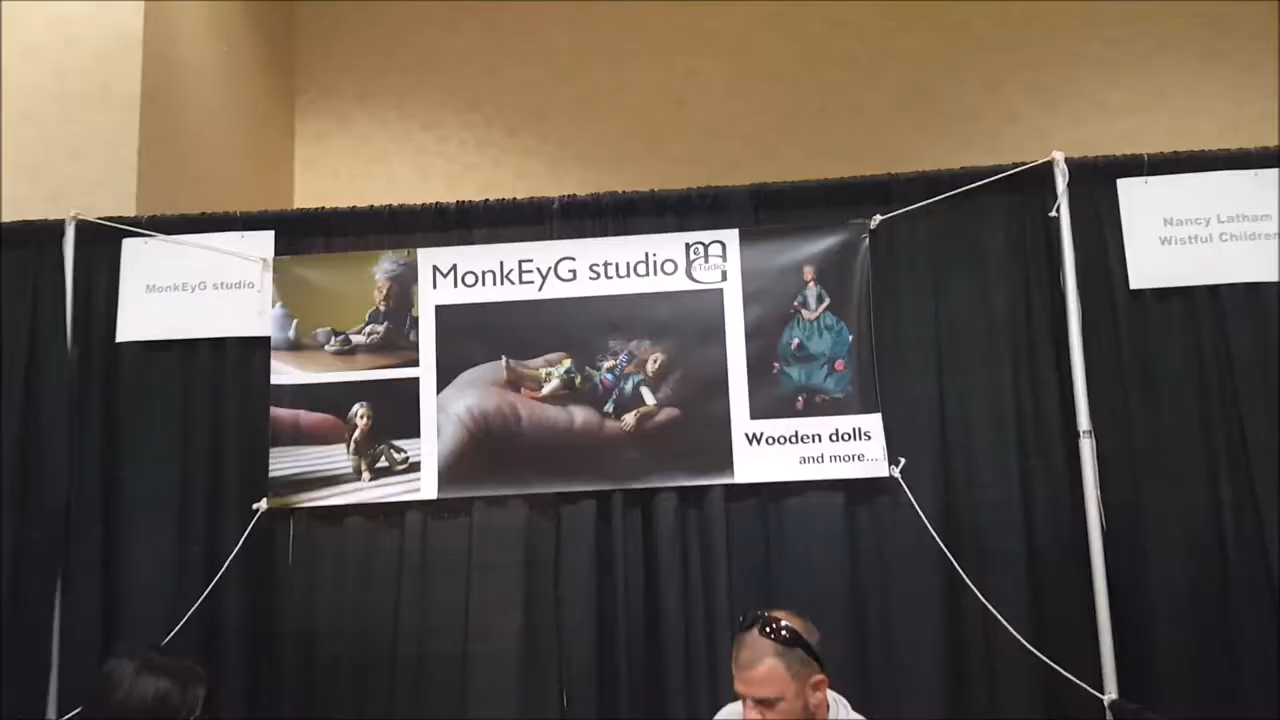 MonkEyG studio
MonkEyG studio
Wooden dolls
and more...
Nancy Latham
Wistful Children